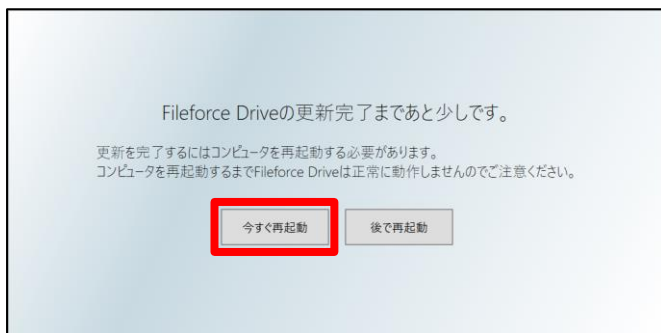 Fileforce Driveの更新完了まであと少しです。
更新を完了するにはコンピュータを再起動する必要があります。
コンピュータを再起動するまでFileforce Driveは正常に動作しませんのでご注意ください。
今すぐ再起動
後で再起動